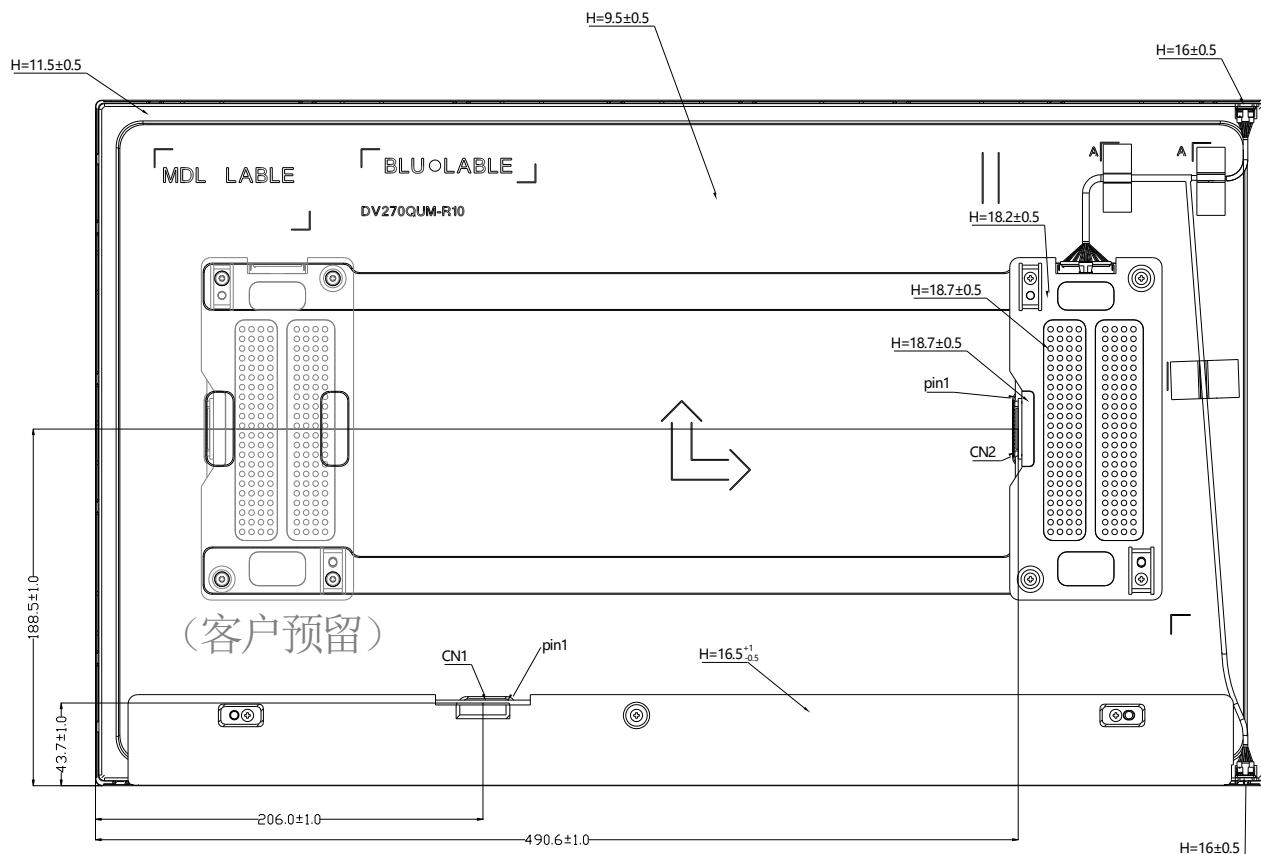 H=9.5±0.5
H=11.5±0.5
H=16±0.5
MDL LABLE
BLU○LABLE
A
A
DV270QUM-R10
H=18.2±0.5
H=18.7±0.5
H=18.7±0.5
pin1
CN2
188.5±1.0
（客户预留）
CN1
pin1
H=16.5+1-0.5
43.7±1.0
206.0±1.0
490.6±1.0
H=16±0.5